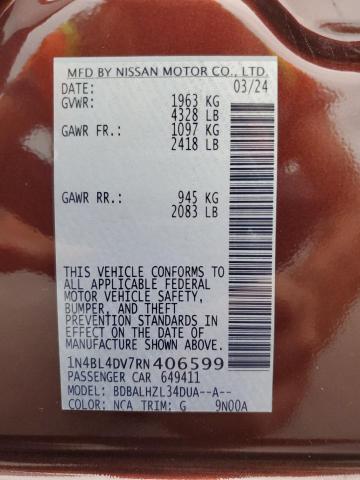 MFD BY NISSAN MOTOR CO., LTD.
DATE: 03/24
GVWR: 1963 KG
4328 LB
GAWR FR.: 1097 KG
2418 LB
GAWR RR.: 945 KG
2083 LB
THIS VEHICLE CONFORMS TO
ALL APPLICABLE FEDERAL
MOTOR VEHICLE SAFETY,
BUMPER, AND THEFT
PREVENTION STANDARDS IN
EFFECT ON THE DATE OF
MANUFACTURE SHOWN ABOVE.
1N4BL4DV7RN406599
PASSENGER CAR 649411
MODEL: BDBALHZL34DUA--A--
COLOR: NCA TRIM: G 9N00A